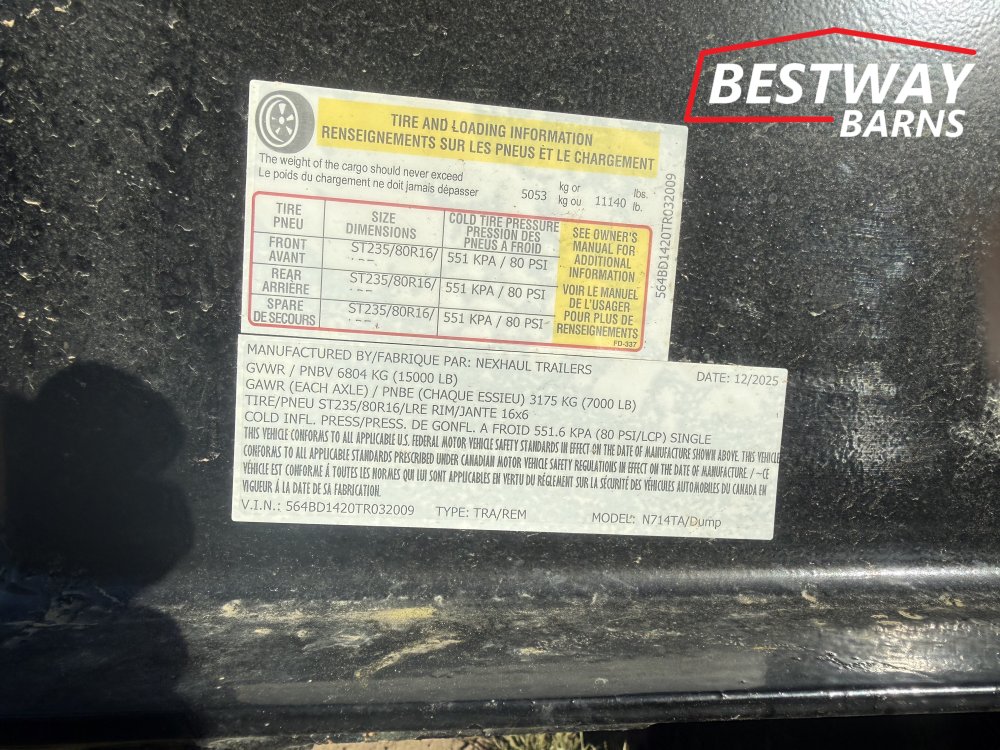 BESTWAY
BARNS
TIRE AND LOADING INFORMATION
RENSEIGNEMENTS SUR LES PNEUS ET LE CHARGEMENT
The weight of the cargo should never exceed
Le poids du chargement ne doit jamais dépasser
5053 kg or 11140 lbs.
kg ou lb.
TIRE
PNEU
SIZE
DIMENSIONS
COLD TIRE PRESSURE
PRESSION DES
PNEUS A FROID
FRONT
AVANT
ST235/80R16/
551 KPA / 80 PSI
REAR
ARRIÈRE
ST235/80R16/
551 KPA / 80 PSI
SPARE
DE SECOURS
ST235/80R16/
551 KPA / 80 PSI
SEE OWNER'S
MANUAL FOR
ADDITIONAL
INFORMATION
VOIR LE MANUEL
DE L'USAGER
POUR PLUS DE
RENSEIGNEMENTS
FD-337
564BD1420TR032009
MANUFACTURED BY/FABRIQUE PAR: NEXHAUL TRAILERS
DATE: 12/2025
GVWR / PNBV 6804 KG (15000 LB)
GAWR (EACH AXLE) / PNBE (CHAQUE ESSIEU) 3175 KG (7000 LB)
TIRE/PNEU ST235/80R16/LRE RIM/JANTE 16x6
COLD INFL. PRESS/PRESS. DE GONFL. A FROID 551.6 KPA (80 PSI/LCP) SINGLE
THIS VEHICLE CONFORMS TO ALL APPLICABLE U.S. FEDERAL MOTOR VEHICLE SAFETY STANDARDS IN EFFECT ON THE DATE OF MANUFACTURE SHOWN ABOVE. THIS VEHICLE
CONFORMS TO ALL APPLICABLE STANDARDS PRESCRIBED UNDER CANADIAN MOTOR VEHICLE SAFETY REGULATIONS IN EFFECT ON THE DATE OF MANUFACTURE / -CE
VÉHICLE EST CONFORME Á TOUTES LES NORMES QUI LUI SONT APPLICABLES EN VERTU DU RÈGLEMENT SUR LA SÉCURITÉ DES VÉHICULES AUTOMOBILES DU CANADA EN
VIGUEUR Á LA DATE DE SA FABRICATION.
V.I.N.: 564BD1420TR032009 TYPE: TRA/REM MODEL: N714TA/Dump